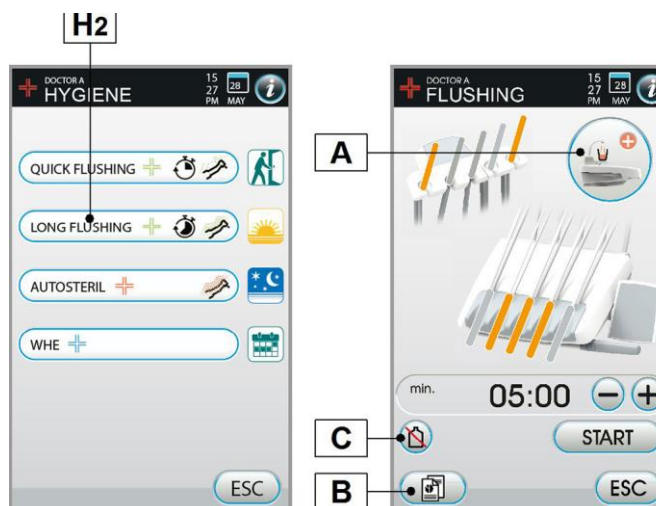 H2
DOCTOR A
HYGIENE
15
27
PM
28
MAY
i
QUICK FLUSHING
LONG FLUSHING
AUTOSTERIL
WHE
ESC
DOCTOR A
FLUSHING
15
27
PM
28
MAY
i
A
min.
05:00
C
START
B
ESC